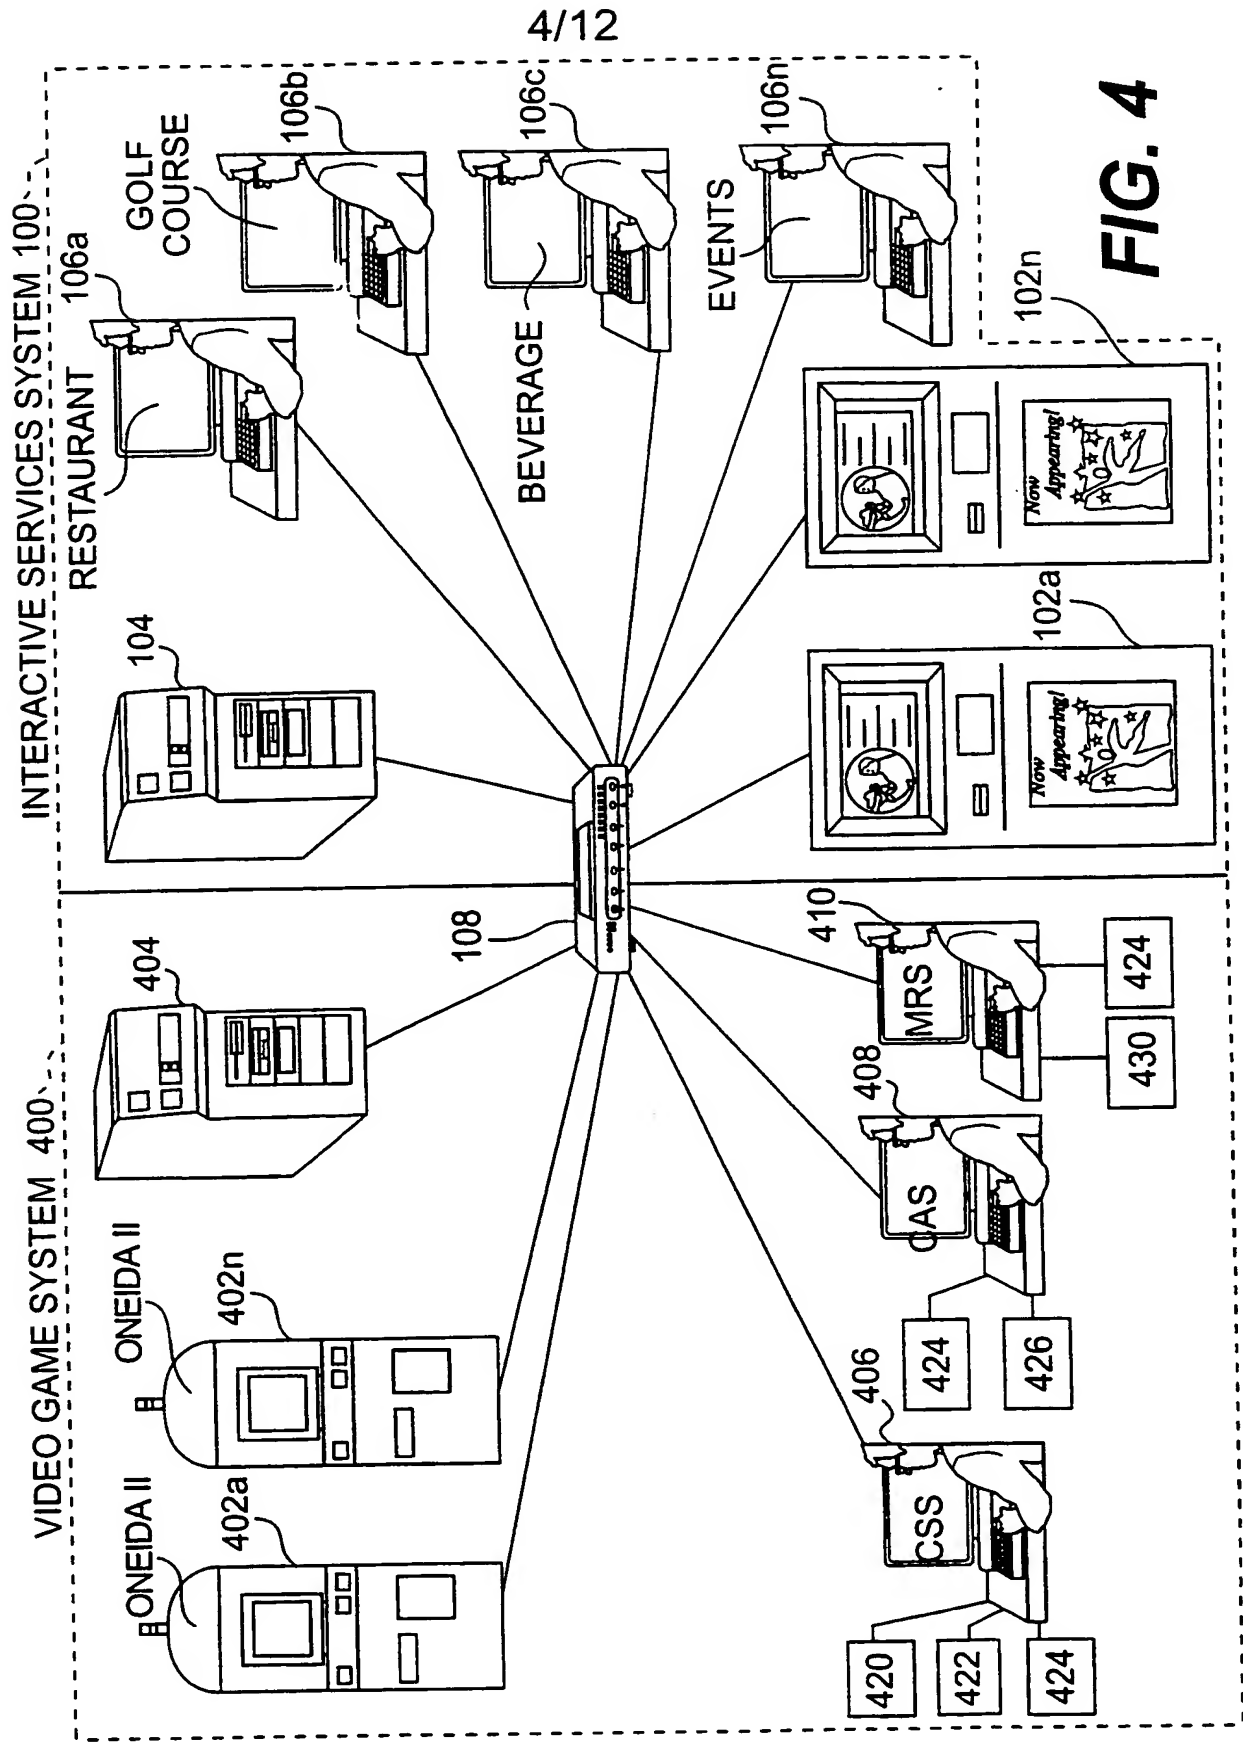 4/12
VIDEO GAME SYSTEM 400
INTERACTIVE SERVICES SYSTEM 100
ONEIDA II
402a
ONEIDA II
402n
404
108
104
RESTAURANT
106a
GOLF
COURSE
106b
BEVERAGE
106c
EVENTS
106n
CSS
406
420
422
424
CAS
408
424
426
MRS
410
430
424
102a
Now
Appearing!
102n
Now
Appearing!
FIG. 4